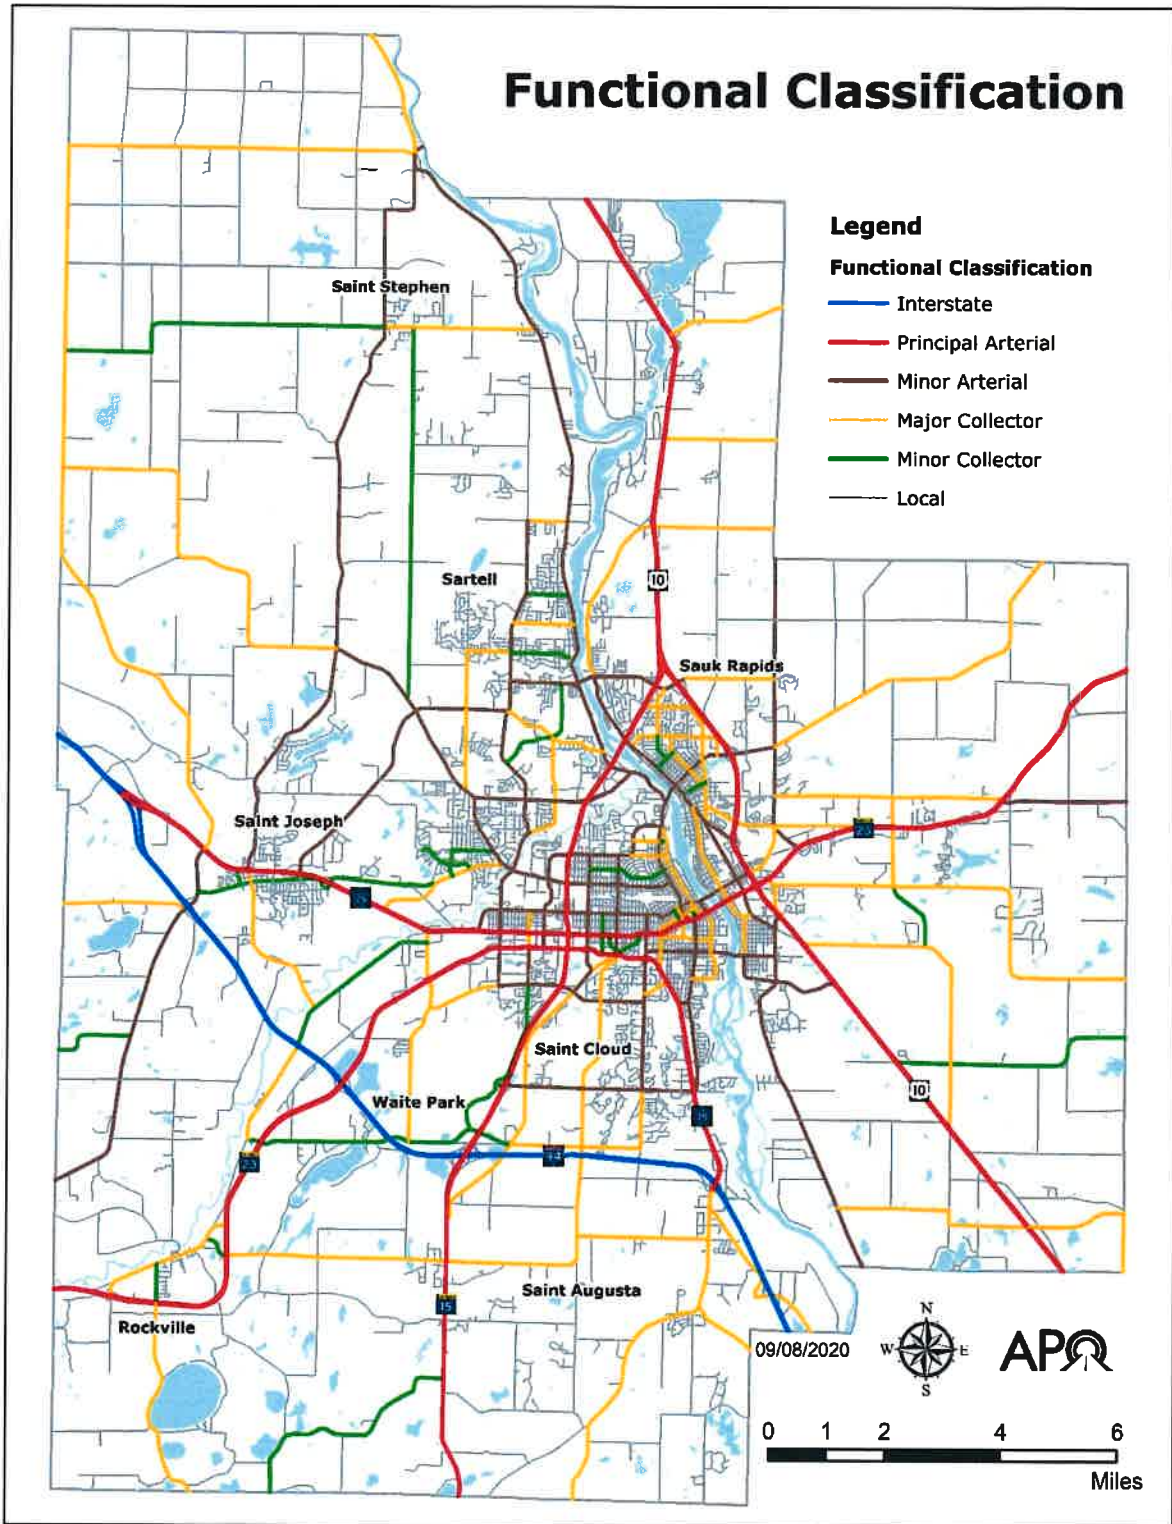 Functional Classification
Legend
Functional Classification
Interstate
Principal Arterial
Minor Arterial
Major Collector
Minor Collector
Local
Saint Stephen
Sartell
10
Sauk Rapids
Saint Joseph
23
Saint Cloud
Waite Park
10
23
15
Saint Augusta
Rockville
09/08/2020
N
W
E
S
APO
0
1
2
4
6
Miles